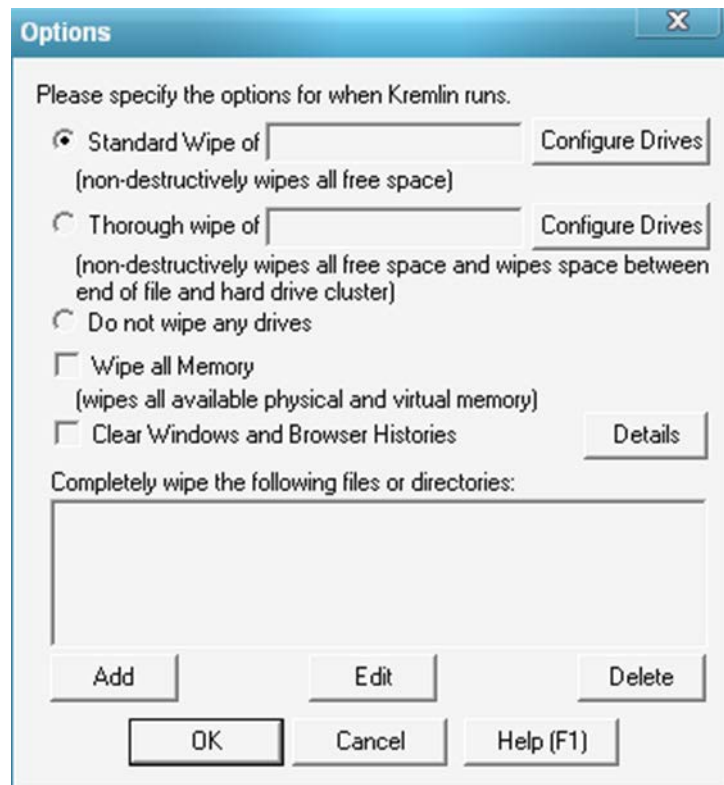 Options
Please specify the options for when Kremlin runs.
Standard Wipe of
Configure Drives
(non-destructively wipes all free space)
Thorough wipe of
Configure Drives
(non-destructively wipes all free space and wipes space between
end of file and hard drive cluster)
Do not wipe any drives
Wipe all Memory
(wipes all available physical and virtual memory)
Clear Windows and Browser Histories
Details
Completely wipe the following files or directories:
Add
Edit
Delete
OK
Cancel
Help (F1)